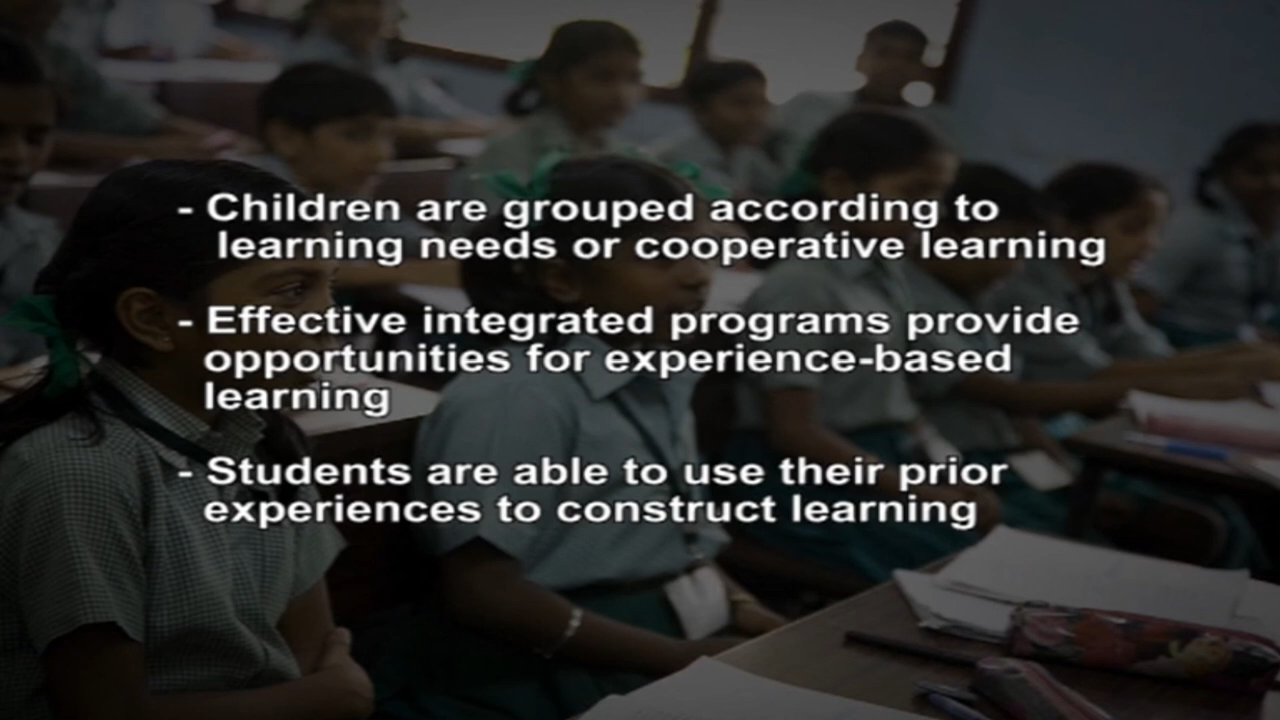 - Children are grouped according to
learning needs or cooperative learning
- Effective integrated programs provide
opportunities for experience-based
learning
- Students are able to use their prior
experiences to construct learning